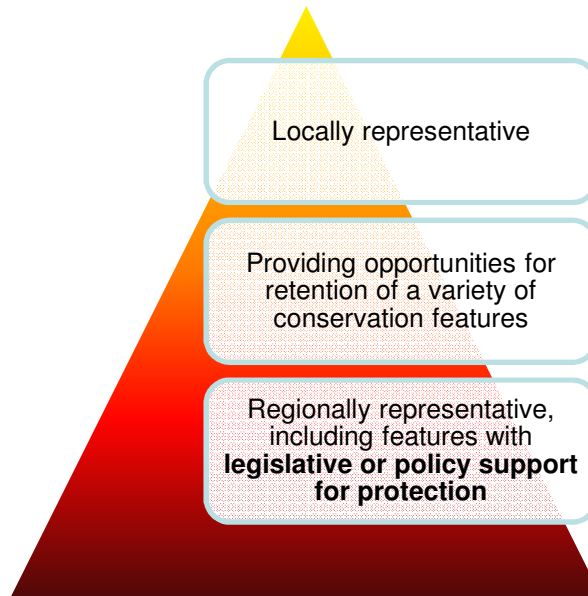 Locally representative
Providing opportunities for
retention of a variety of
conservation features
Regionally representative,
including features with
legislative or policy support
for protection